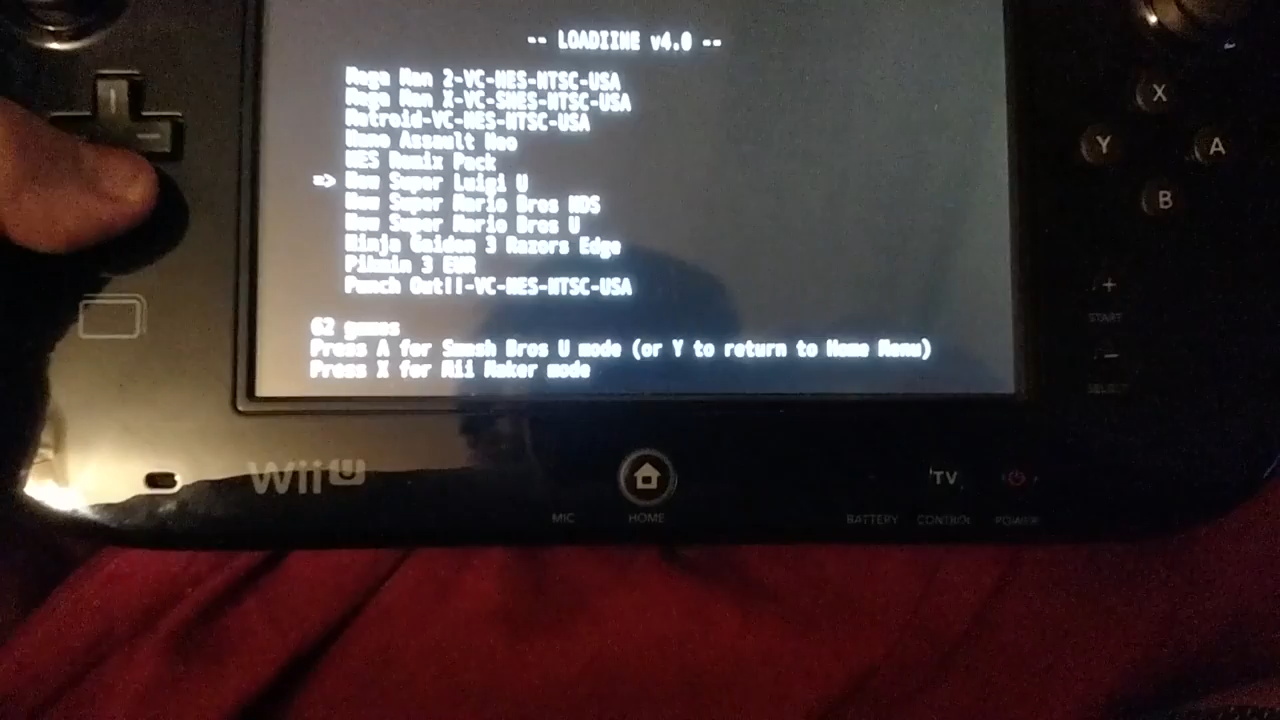 -- LOADIINE v4.0 --
Mega Man 2-VC-NES-NTSC-USA
Mega Man X-VC-SNES-NTSC-USA
Metroid-VC-NES-NTSC-USA
Nano Assault Neo
NES Remix Pack
=> New Super Luigi U
New Super Mario Bros NDS
New Super Mario Bros U
Ninja Gaiden 3 Razors Edge
Pikmin 3 EUR
Punch Out!!-VC-NES-NTSC-USA
62 games
Press A for Smash Bros U mode (or Y to return to Home Menu)
Press X for Mii Maker mode
X
Y
A
B
+
START
-
SELECT
Wii U
TV
MIC
HOME
BATTERY
CONTROL
POWER